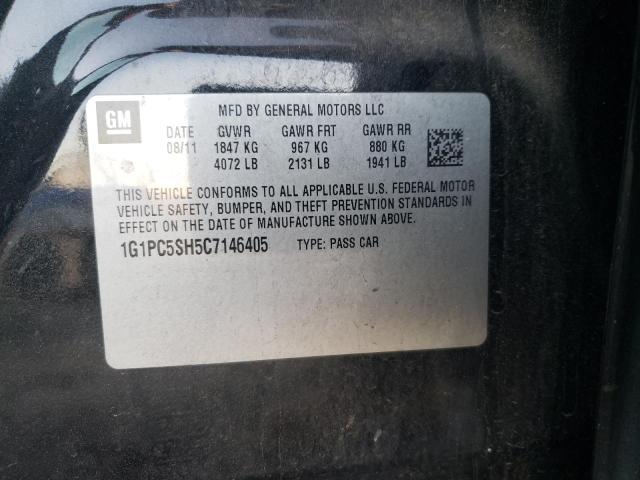 GM
MFD BY GENERAL MOTORS LLC
DATE GVWR GAWR FRT GAWR RR
08/11 1847 KG 967 KG 880 KG
4072 LB 2131 LB 1941 LB
THIS VEHICLE CONFORMS TO ALL APPLICABLE U.S. FEDERAL MOTOR
VEHICLE SAFETY, BUMPER, AND THEFT PREVENTION STANDARDS IN
EFFECT ON THE DATE OF MANUFACTURE SHOWN ABOVE.
1G1PC5SH5C7146405 TYPE: PASS CAR